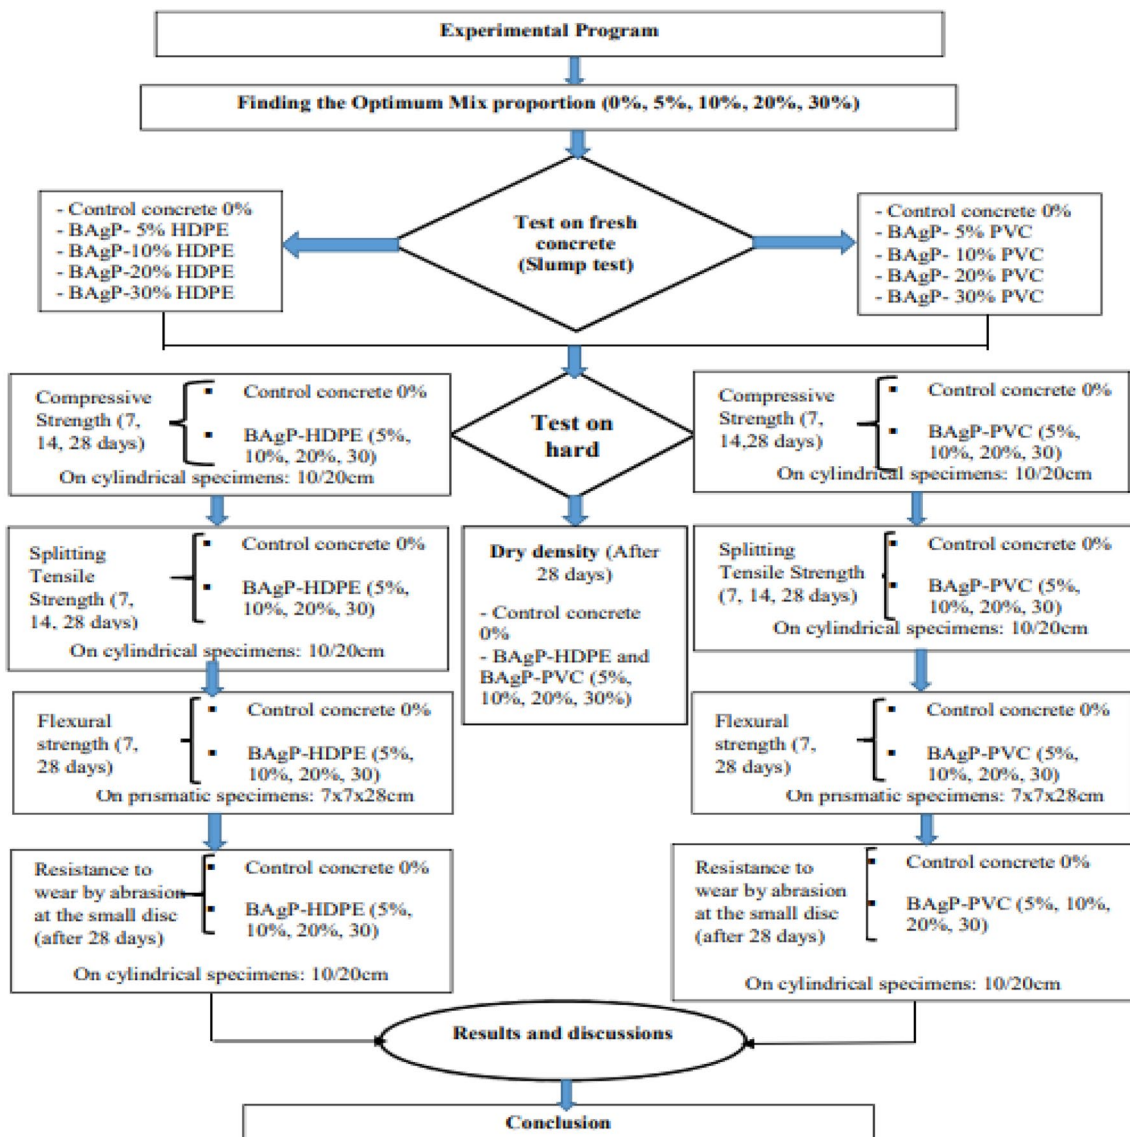 Experimental Program
Finding the Optimum Mix proportion (0%, 5%, 10%, 20%, 30%)
Test on fresh
concrete
(Slump test)
- Control concrete 0%
- BAgP- 5% HDPE
- BAgP-10% HDPE
- BAgP-20% HDPE
- BAgP-30% HDPE
- Control concrete 0%
- BAgP- 5% PVC
- BAgP- 10% PVC
- BAgP- 20% PVC
- BAgP- 30% PVC
Test on
hard
Compressive
Strength (7,
14, 28 days)
▪ Control concrete 0%
▪ BAgP-HDPE (5%,
10%, 20%, 30)
On cylindrical specimens: 10/20cm
Splitting
Tensile
Strength (7,
14, 28 days)
▪ Control concrete 0%
▪ BAgP-HDPE (5%,
10%, 20%, 30)
On cylindrical specimens: 10/20cm
Flexural
strength (7,
28 days)
▪ Control concrete 0%
▪ BAgP-HDPE (5%,
10%, 20%, 30)
On prismatic specimens: 7x7x28cm
Resistance to
wear by abrasion
at the small disc
(after 28 days)
▪ Control concrete 0%
▪ BAgP-HDPE (5%,
10%, 20%, 30)
On cylindrical specimens: 10/20cm
Dry density (After
28 days)
- Control concrete
0%
- BAgP-HDPE and
BAgP-PVC (5%,
10%, 20%, 30%)
Compressive
Strength (7,
14,28 days)
▪ Control concrete 0%
▪ BAgP-PVC (5%,
10%, 20%, 30)
On cylindrical specimens: 10/20cm
Splitting
Tensile Strength
(7, 14, 28 days)
▪ Control concrete 0%
▪ BAgP-PVC (5%,
10%, 20%, 30)
On cylindrical specimens: 10/20cm
Flexural
strength (7,
28 days)
▪ Control concrete 0%
▪ BAgP-PVC (5%,
10%, 20%, 30)
On prismatic specimens: 7x7x28cm
Resistance to
wear by abrasion
at the small disc
(after 28 days)
▪ Control concrete 0%
▪ BAgP-PVC (5%, 10%,
20%, 30)
On cylindrical specimens: 10/20cm
Results and discussions
Conclusion